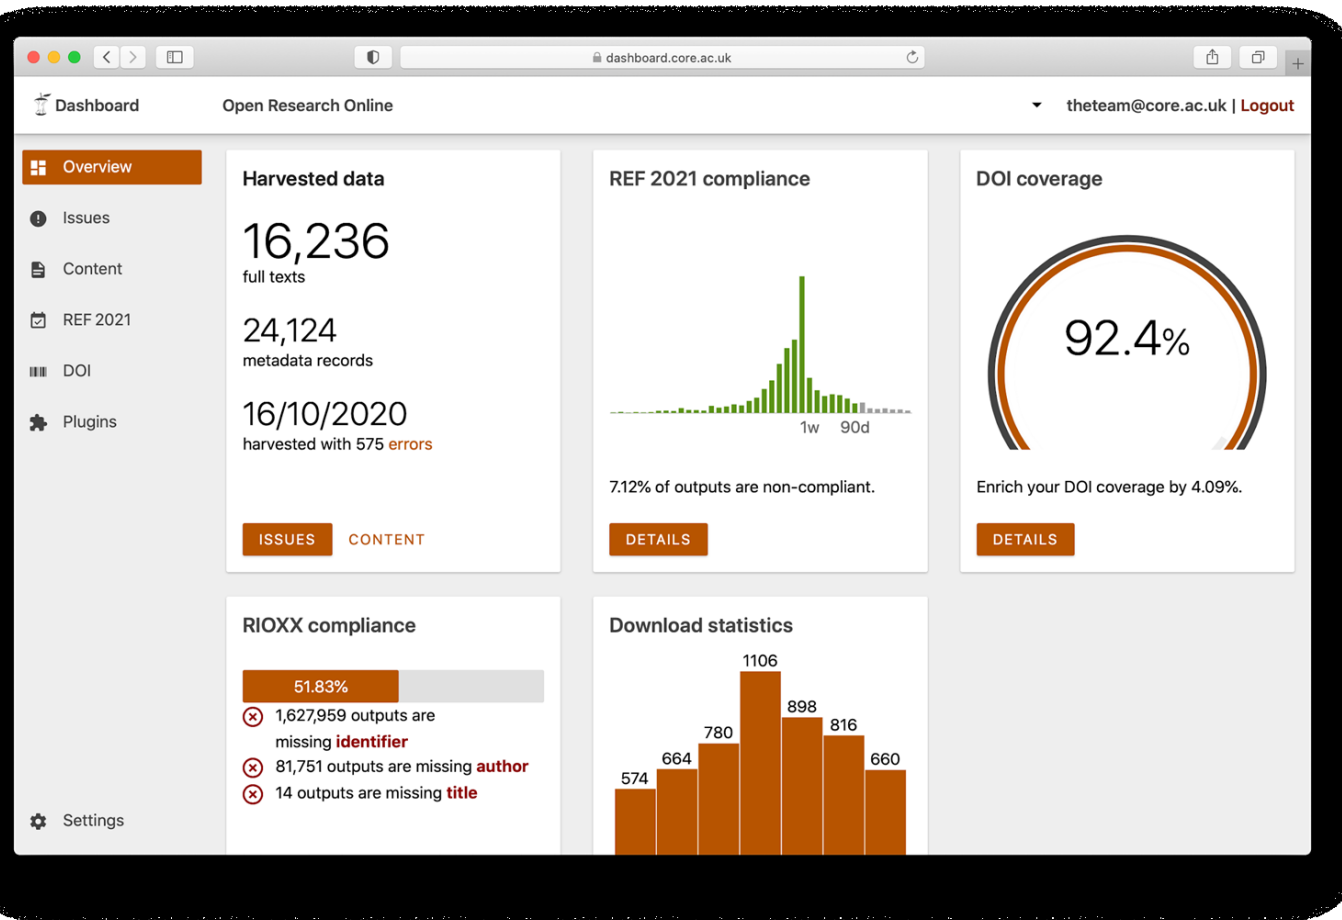 dashboard.core.ac.uk
Dashboard
Open Research Online
theteam@core.ac.uk | Logout
Overview
Issues
Content
REF 2021
DOI
Plugins
Settings
Harvested data
16,236
full texts
24,124
metadata records
16/10/2020
harvested with 575 errors
ISSUES CONTENT
REF 2021 compliance
1w 90d
7.12% of outputs are non-compliant.
DETAILS
DOI coverage
92.4%
Enrich your DOI coverage by 4.09%.
DETAILS
RIOXX compliance
51.83%
1,627,959 outputs are
missing identifier
81,751 outputs are missing author
14 outputs are missing title
Download statistics
574 664 780 1106 898 816 660